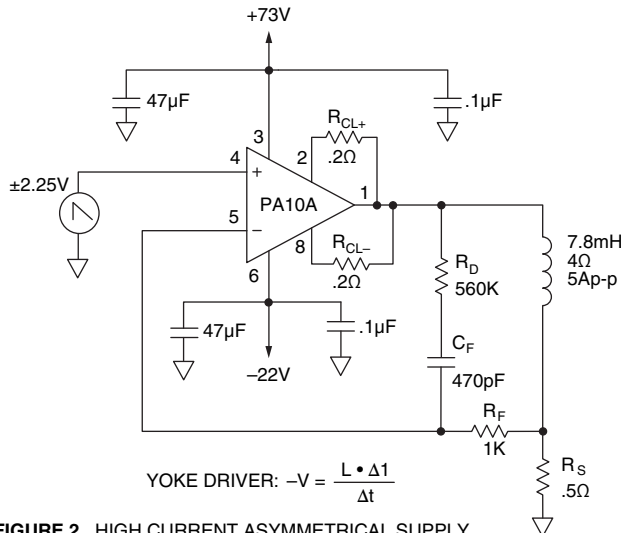 +73V
47µF
.1µF
R_CL+
.2Ω
3
2
4
+
±2.25V
PA10A
1
5
–
8
R_CL–
.2Ω
6
7.8mH
4Ω
5Ap-p
R_D
560K
47µF
.1µF
–22V
C_F
470pF
R_F
1K
R_S
.5Ω
YOKE DRIVER: –V = L • Δ1
Δt
FIGURE 2. HIGH CURRENT ASYMMETRICAL SUPPLY